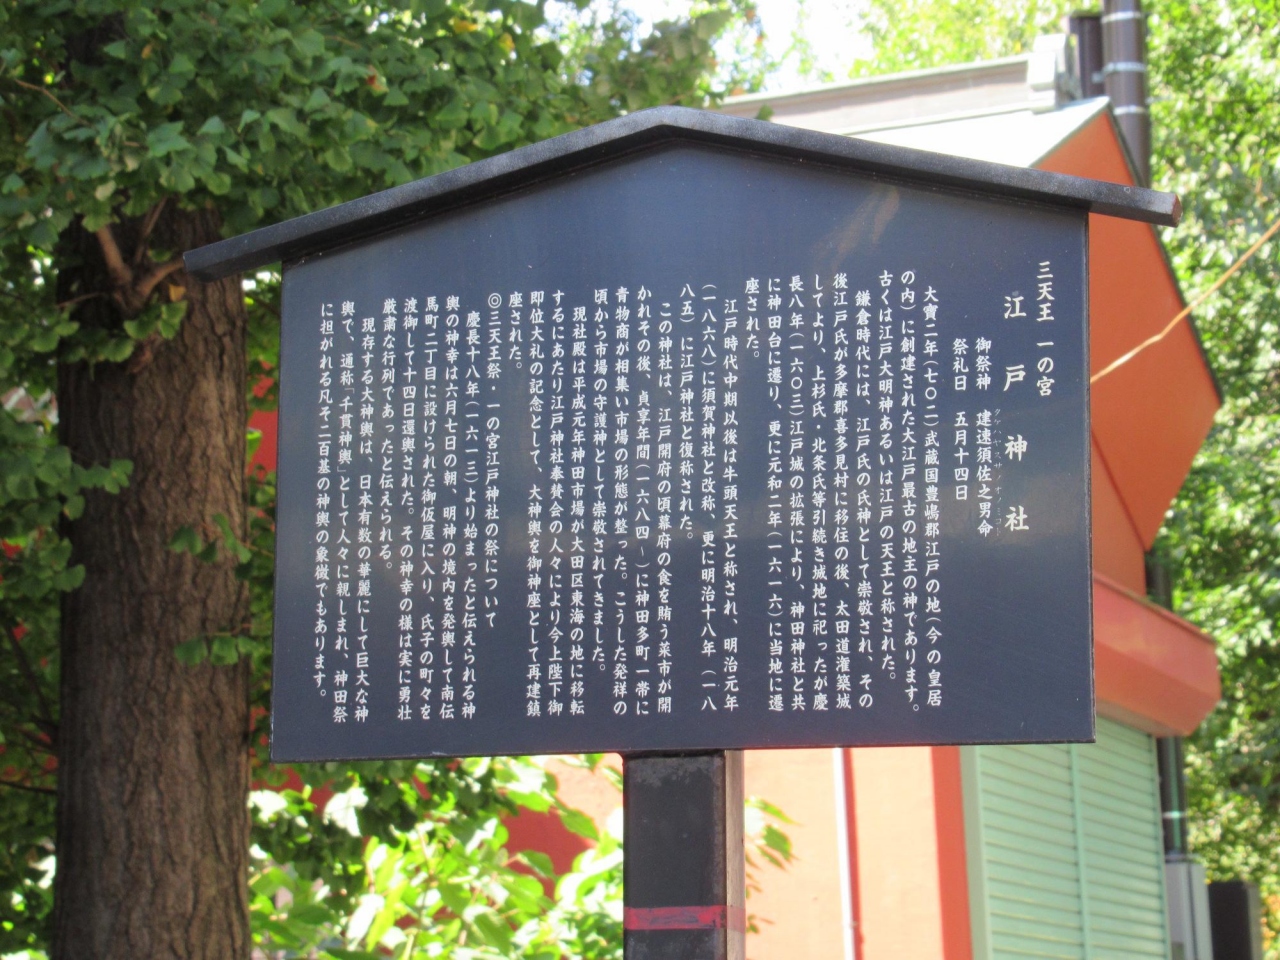 三天王 一の宮
江戸神社
御祭神 建速須佐之男命
祭礼日 五月十四日
大寶二年（七〇二）武蔵国豊嶋郡江戸の地（今の皇居
の内）に創建された大江戸最古の地主の神であります。
古くは江戸大明神あるいは江戸の天王と称された。
鎌倉時代には、江戸氏の氏神として崇敬され、その
後江戸氏が多摩郡喜多見村に移住の後、太田道潅築城
してより、上杉氏・北条氏等引続き城地に祀ったが慶
長八年（一六〇三）江戸城の拡張により、神田神社と共
に神田台に遷り、更に元和二年（一六一六）に当地に遷
座された。
江戸時代中期以後は牛頭天王と称され、明治元年
（一八六八）に須賀神社と改称、更に明治十八年（一八
八五）に江戸神社と復称された。
この神社は、江戸開府の頃幕府の食を賄う菜市が開
かれその後、貞享年間（一六八四～）に神田多町一帯に
青物商が相集い市場の形態が整った。こうした発祥の
頃から市場の守護神として崇敬されてきました。
現社殿は平成元年神田市場が大田区東海の地に移転
するにあたり江戸神社奉賛会の人々により今上陛下御
即位大礼の記念として、大神輿を御神座として再建鎮
座された。
◎三天王祭・一の宮江戸神社の祭について
慶長十八年（一六一三）より始まったと伝えられる神
輿の神幸は六月七日の朝、明神の境内を発輿して南伝
馬町二丁目に設けられた御仮屋に入り、氏子の町々を
渡御して十四日還輿された。その神幸の様は実に勇壮
厳粛な行列であったと伝えられる。
現存する大神輿は、日本有数の華麗にして巨大な神
輿で、通称「千貫神輿」として人々に親しまれ、神田祭
に担がれる凡そ二百基の神輿の象徴でもあります。